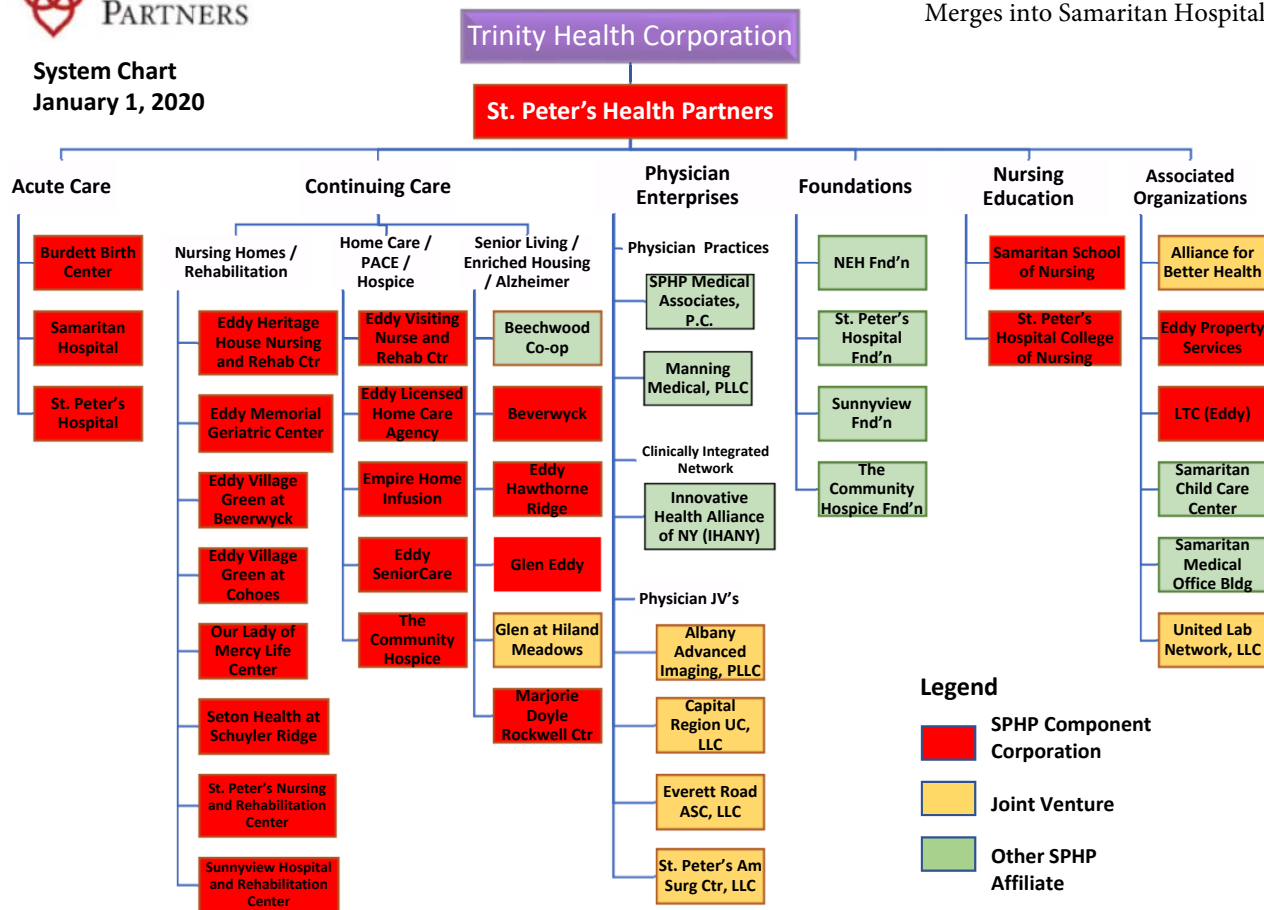 PARTNERS
Merges into Samaritan Hospital
System Chart
January 1, 2020
Trinity Health Corporation
St. Peter’s Health Partners
Acute Care
Burdett Birth
Center
Samaritan
Hospital
St. Peter's
Hospital
Continuing Care
Nursing Homes /
Rehabilitation
Eddy Heritage
House Nursing
and Rehab Ctr
Eddy Memorial
Geriatric Center
Eddy Village
Green at
Beverwyck
Eddy Village
Green at
Cohoes
Our Lady of
Mercy Life
Center
Seton Health at
Schuyler Ridge
St. Peter's Nursing
and Rehabilitation
Center
Sunnyview Hospital
and Rehabilitation
Center
Home Care /
PACE /
Hospice
Eddy Visiting
Nurse and
Rehab Ctr
Eddy Licensed
Home Care
Agency
Empire Home
Infusion
Eddy
SeniorCare
The
Community
Hospice
Senior Living /
Enriched Housing
/ Alzheimer
Beechwood
Co-op
Beverwyck
Eddy
Hawthorne
Ridge
Glen Eddy
Glen at Hiland
Meadows
Marjorie
Doyle
Rockwell Ctr
Physician
Enterprises
Physician Practices
SPHP Medical
Associates,
P.C.
Manning
Medical, PLLC
Clinically Integrated
Network
Innovative
Health Alliance
of NY (IHANY)
Physician JV's
Albany
Advanced
Imaging, PLLC
Capital
Region UC,
LLC
Everett Road
ASC, LLC
St. Peter's Am
Surg Ctr, LLC
Foundations
NEH Fnd'n
St. Peter's
Hospital
Fnd'n
Sunnyview
Fnd'n
The
Community
Hospice Fnd'n
Nursing
Education
Samaritan School
of Nursing
St. Peter's
Hospital College
of Nursing
Associated
Organizations
Alliance for
Better Health
Eddy Property
Services
LTC (Eddy)
Samaritan
Child Care
Center
Samaritan
Medical
Office Bldg
United Lab
Network, LLC
Legend
SPHP Component
Corporation
Joint Venture
Other SPHP
Affiliate